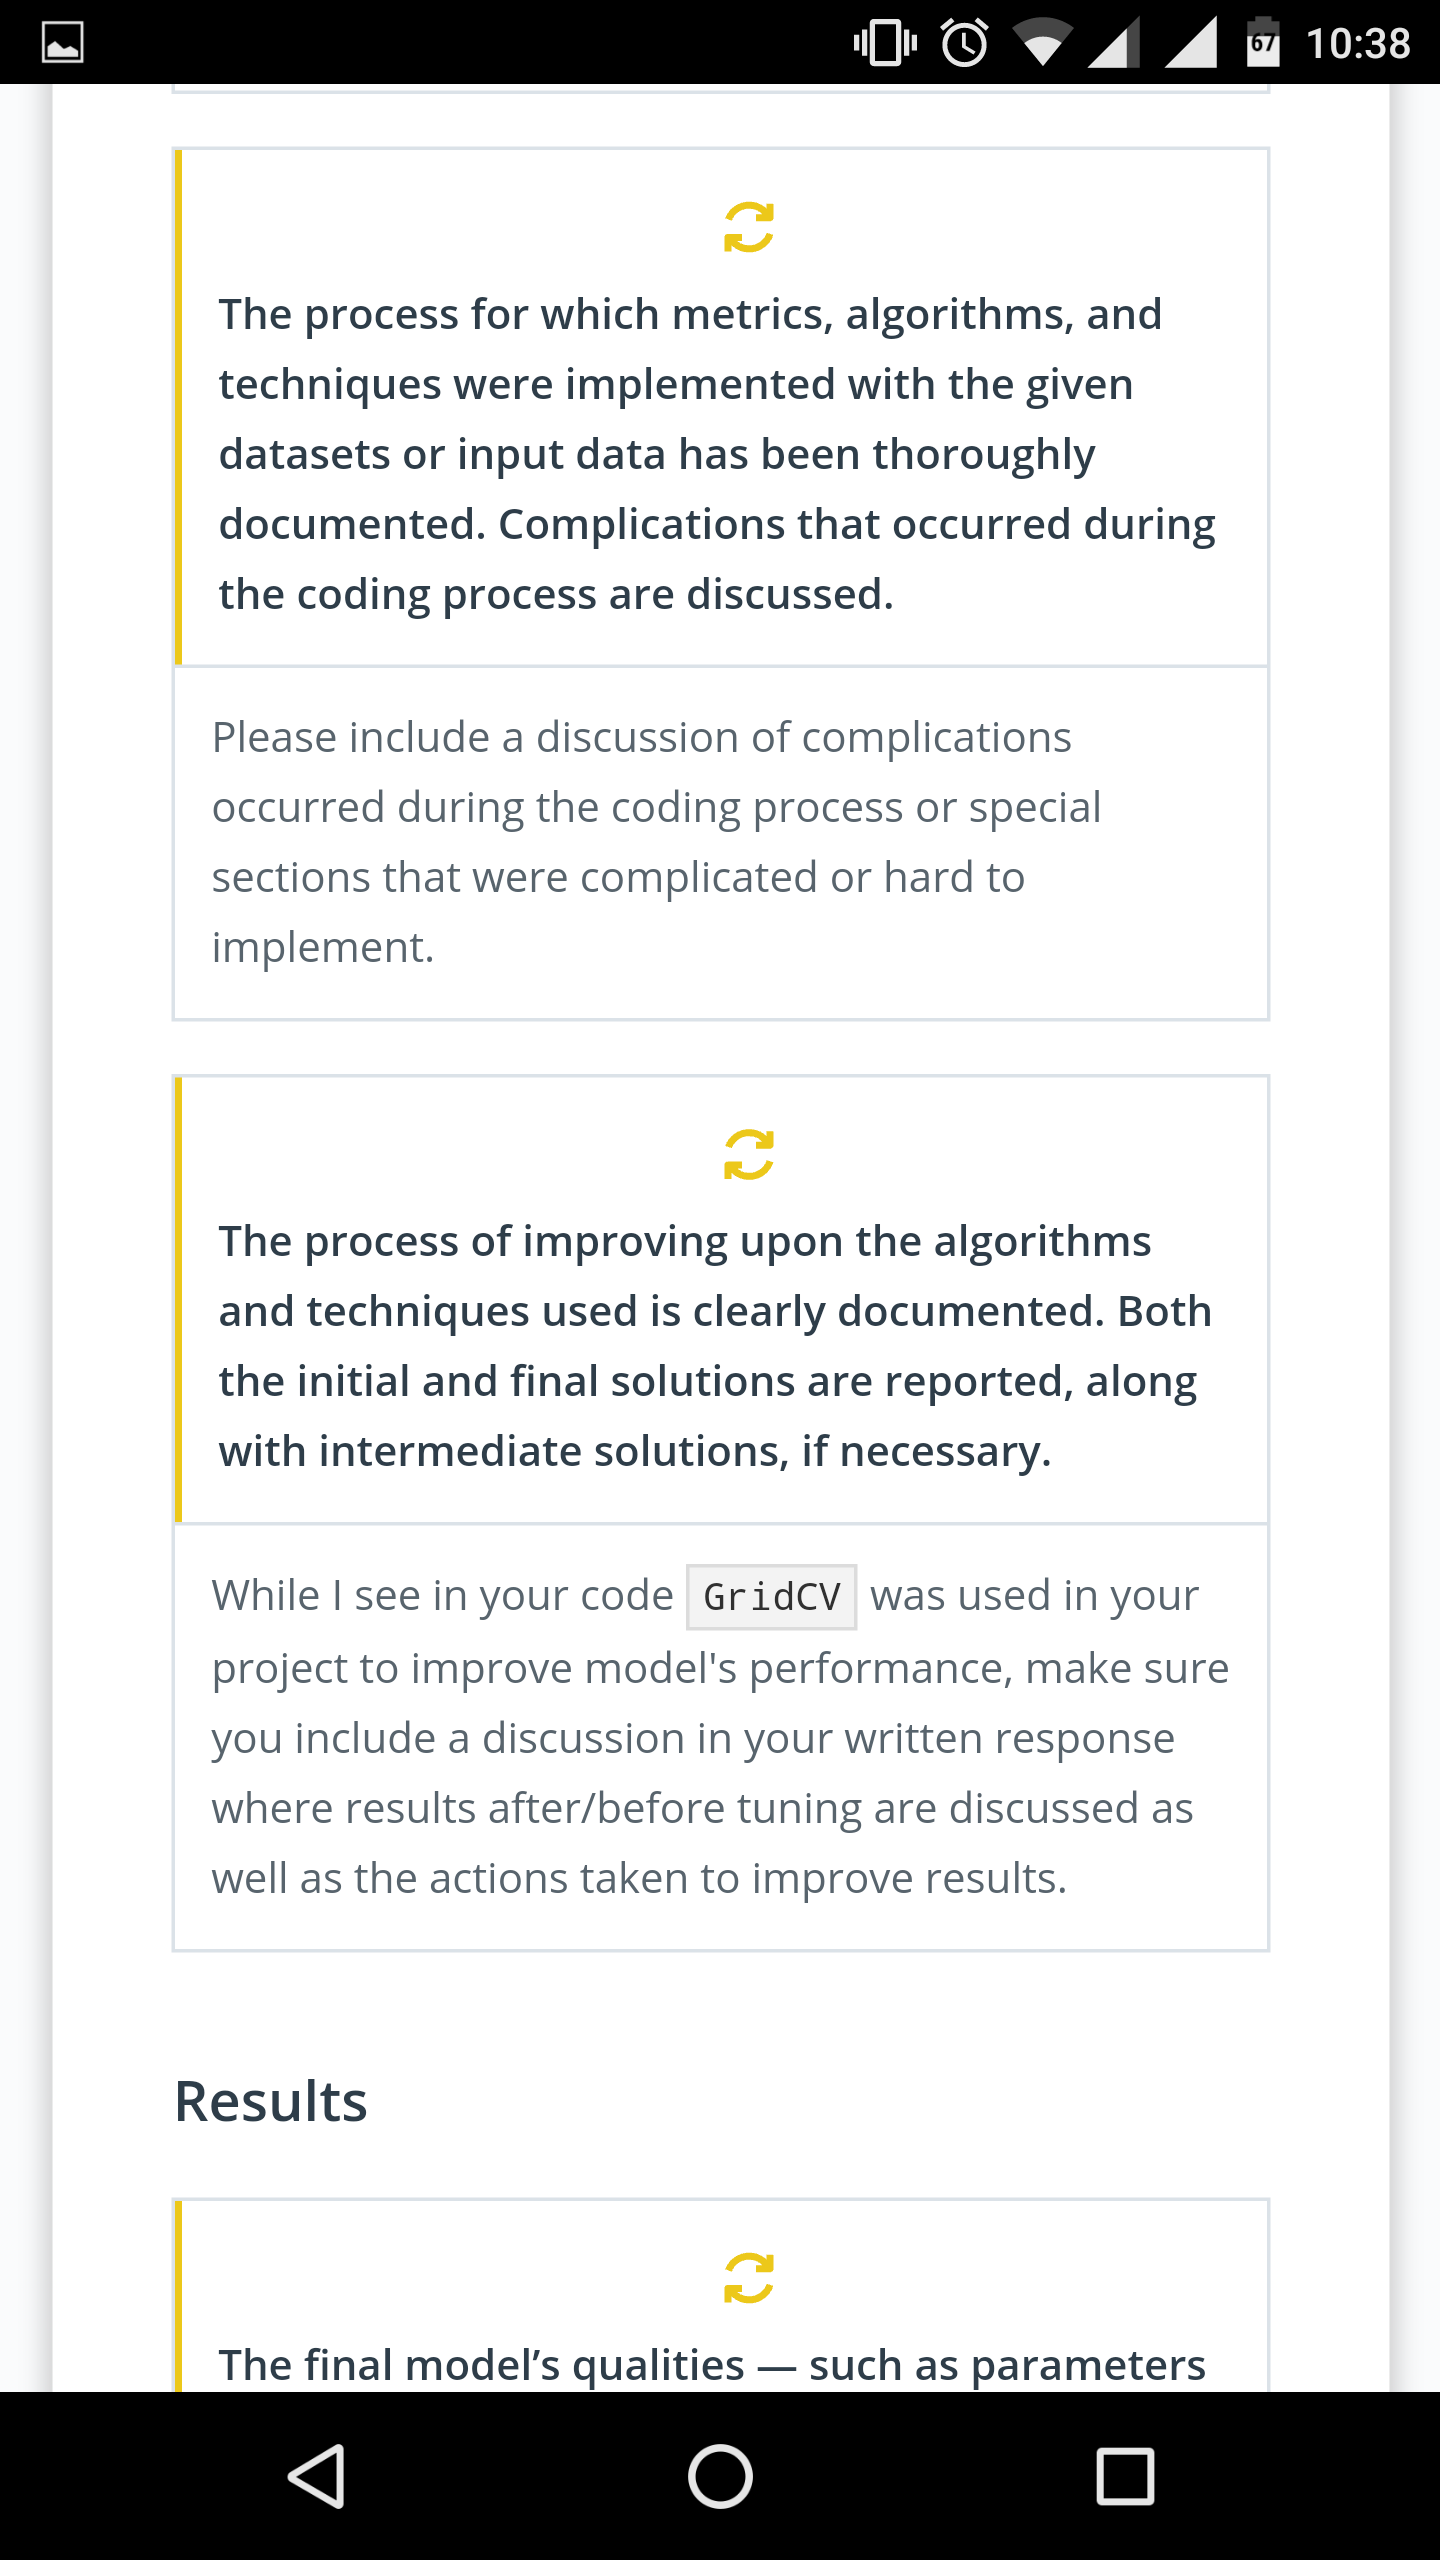 67 10:38
The process for which metrics, algorithms, and
techniques were implemented with the given
datasets or input data has been thoroughly
documented. Complications that occurred during
the coding process are discussed.
Please include a discussion of complications
occurred during the coding process or special
sections that were complicated or hard to
implement.
The process of improving upon the algorithms
and techniques used is clearly documented. Both
the initial and final solutions are reported, along
with intermediate solutions, if necessary.
While I see in your code GridCV was used in your
project to improve model's performance, make sure
you include a discussion in your written response
where results after/before tuning are discussed as
well as the actions taken to improve results.
Results
The final model’s qualities — such as parameters